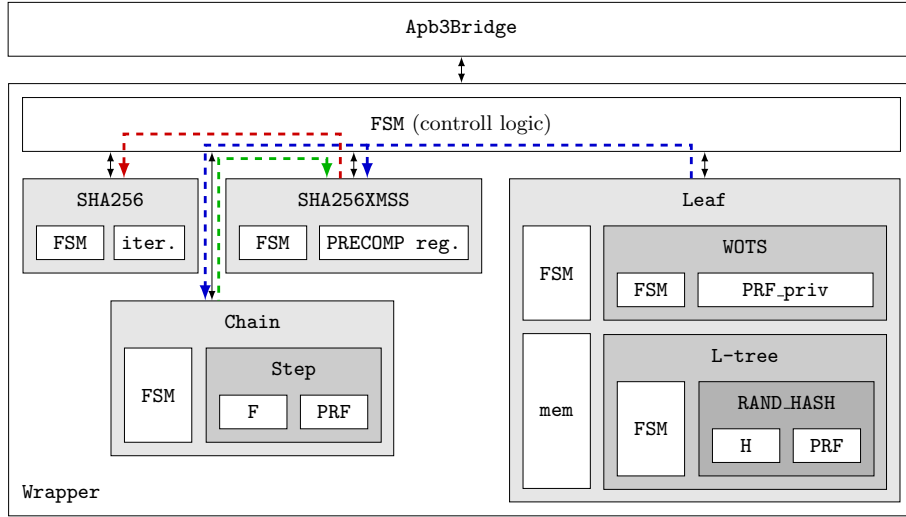 Apb3Bridge
FSM (controll logic)
SHA256
FSM
iter.
SHA256XMSS
FSM
PRECOMP reg.
Chain
FSM
Step
F
PRF
Leaf
FSM
WOTS
FSM
PRF_priv
mem
L-tree
FSM
RAND_HASH
H
PRF
Wrapper